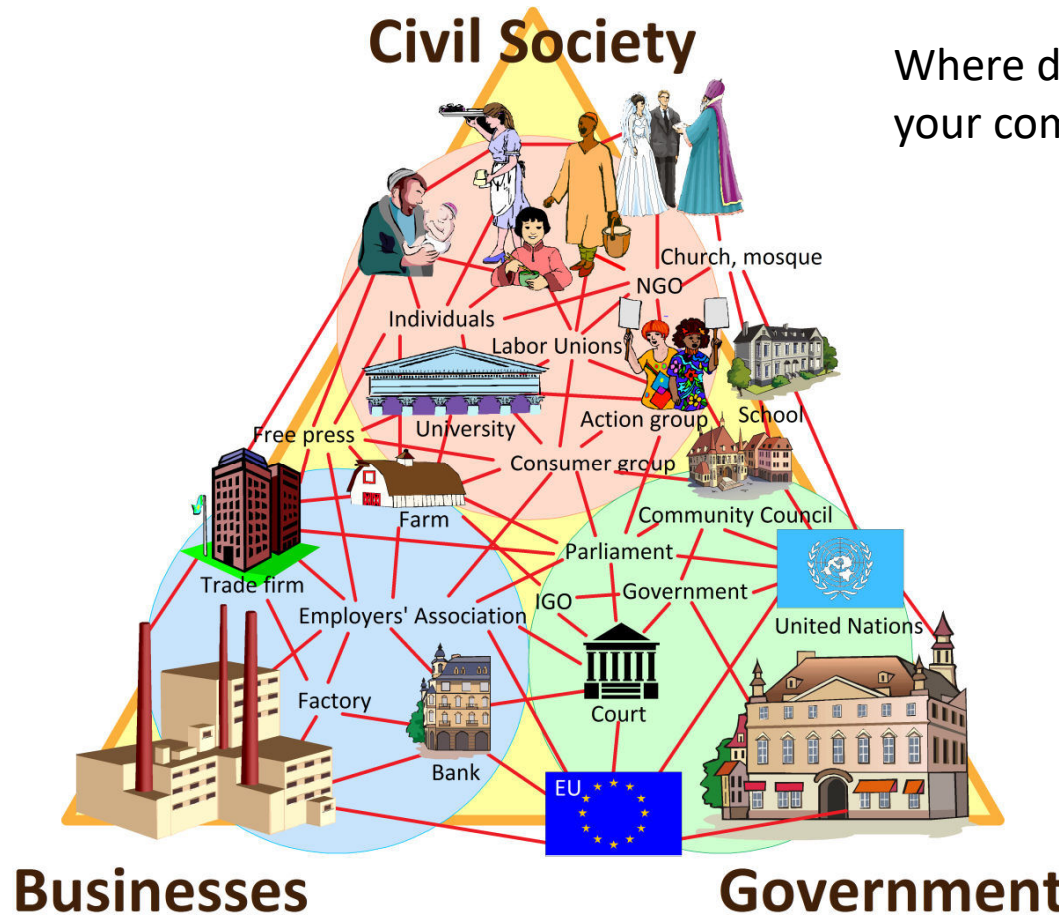 Civil Society
Where d
your com
Church, mosque
NGO
Individuals
Labor Unions
Action group
School
University
Free press
Consumer group
Farm
Community Council
Parliament
Trade firm
IGO
Government
Employers' Association
United Nations
Factory
Court
Bank
EU
Businesses
Government